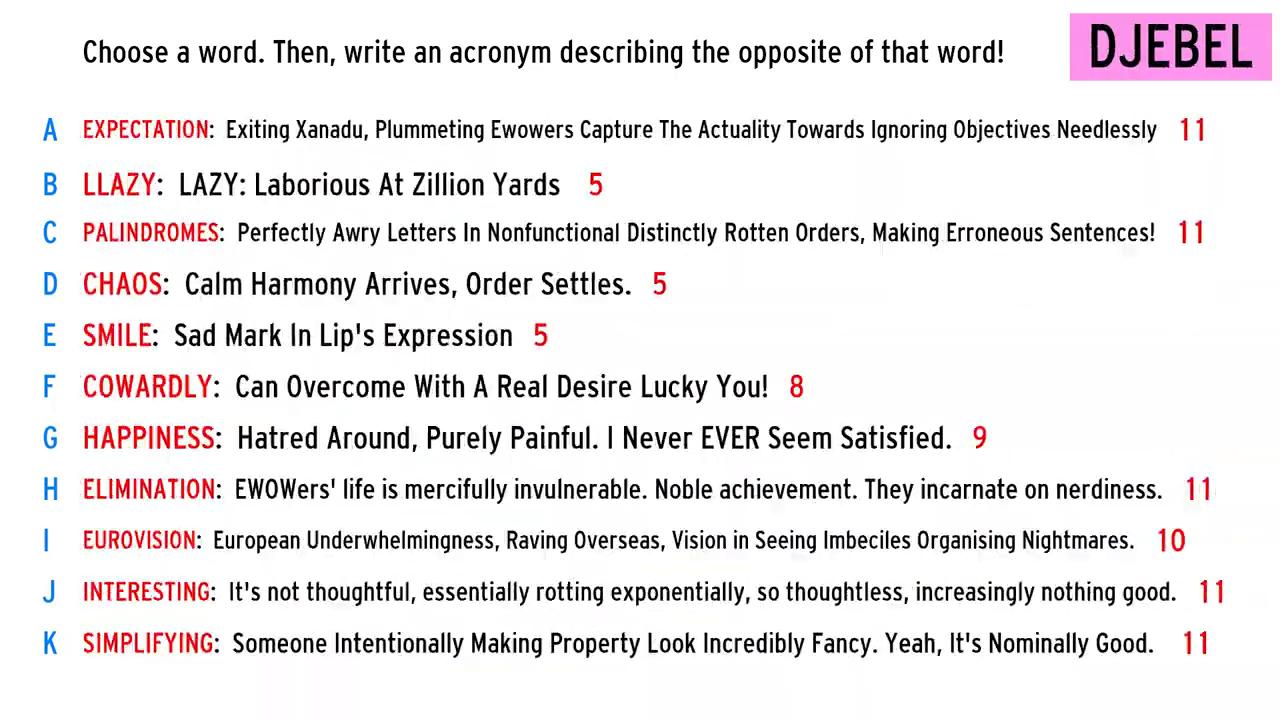 Choose a word. Then, write an acronym describing the opposite of that word!
DJEBEL
A EXPECTATION: Exiting Xanadu, Plummeting Ewowers Capture The Actuality Towards Ignoring Objectives Needlessly 11
B LLAZY: LAZY: Laborious At Zillion Yards 5
C PALINDROMES: Perfectly Awry Letters In Nonfunctional Distinctly Rotten Orders, Making Erroneous Sentences! 11
D CHAOS: Calm Harmony Arrives, Order Settles. 5
E SMILE: Sad Mark In Lip's Expression 5
F COWARDLY: Can Overcome With A Real Desire Lucky You! 8
G HAPPINESS: Hatred Around, Purely Painful. I Never EVER Seem Satisfied. 9
H ELIMINATION: EWOWers' life is mercifully invulnerable. Noble achievement. They incarnate on nerdiness. 11
I EUROVISION: European Underwhelmingness, Raving Overseas, Vision in Seeing Imbeciles Organising Nightmares. 10
J INTERESTING: It's not thoughtful, essentially rotting exponentially, so thoughtless, increasingly nothing good. 11
K SIMPLIFYING: Someone Intentionally Making Property Look Incredibly Fancy. Yeah, It's Nominally Good. 11